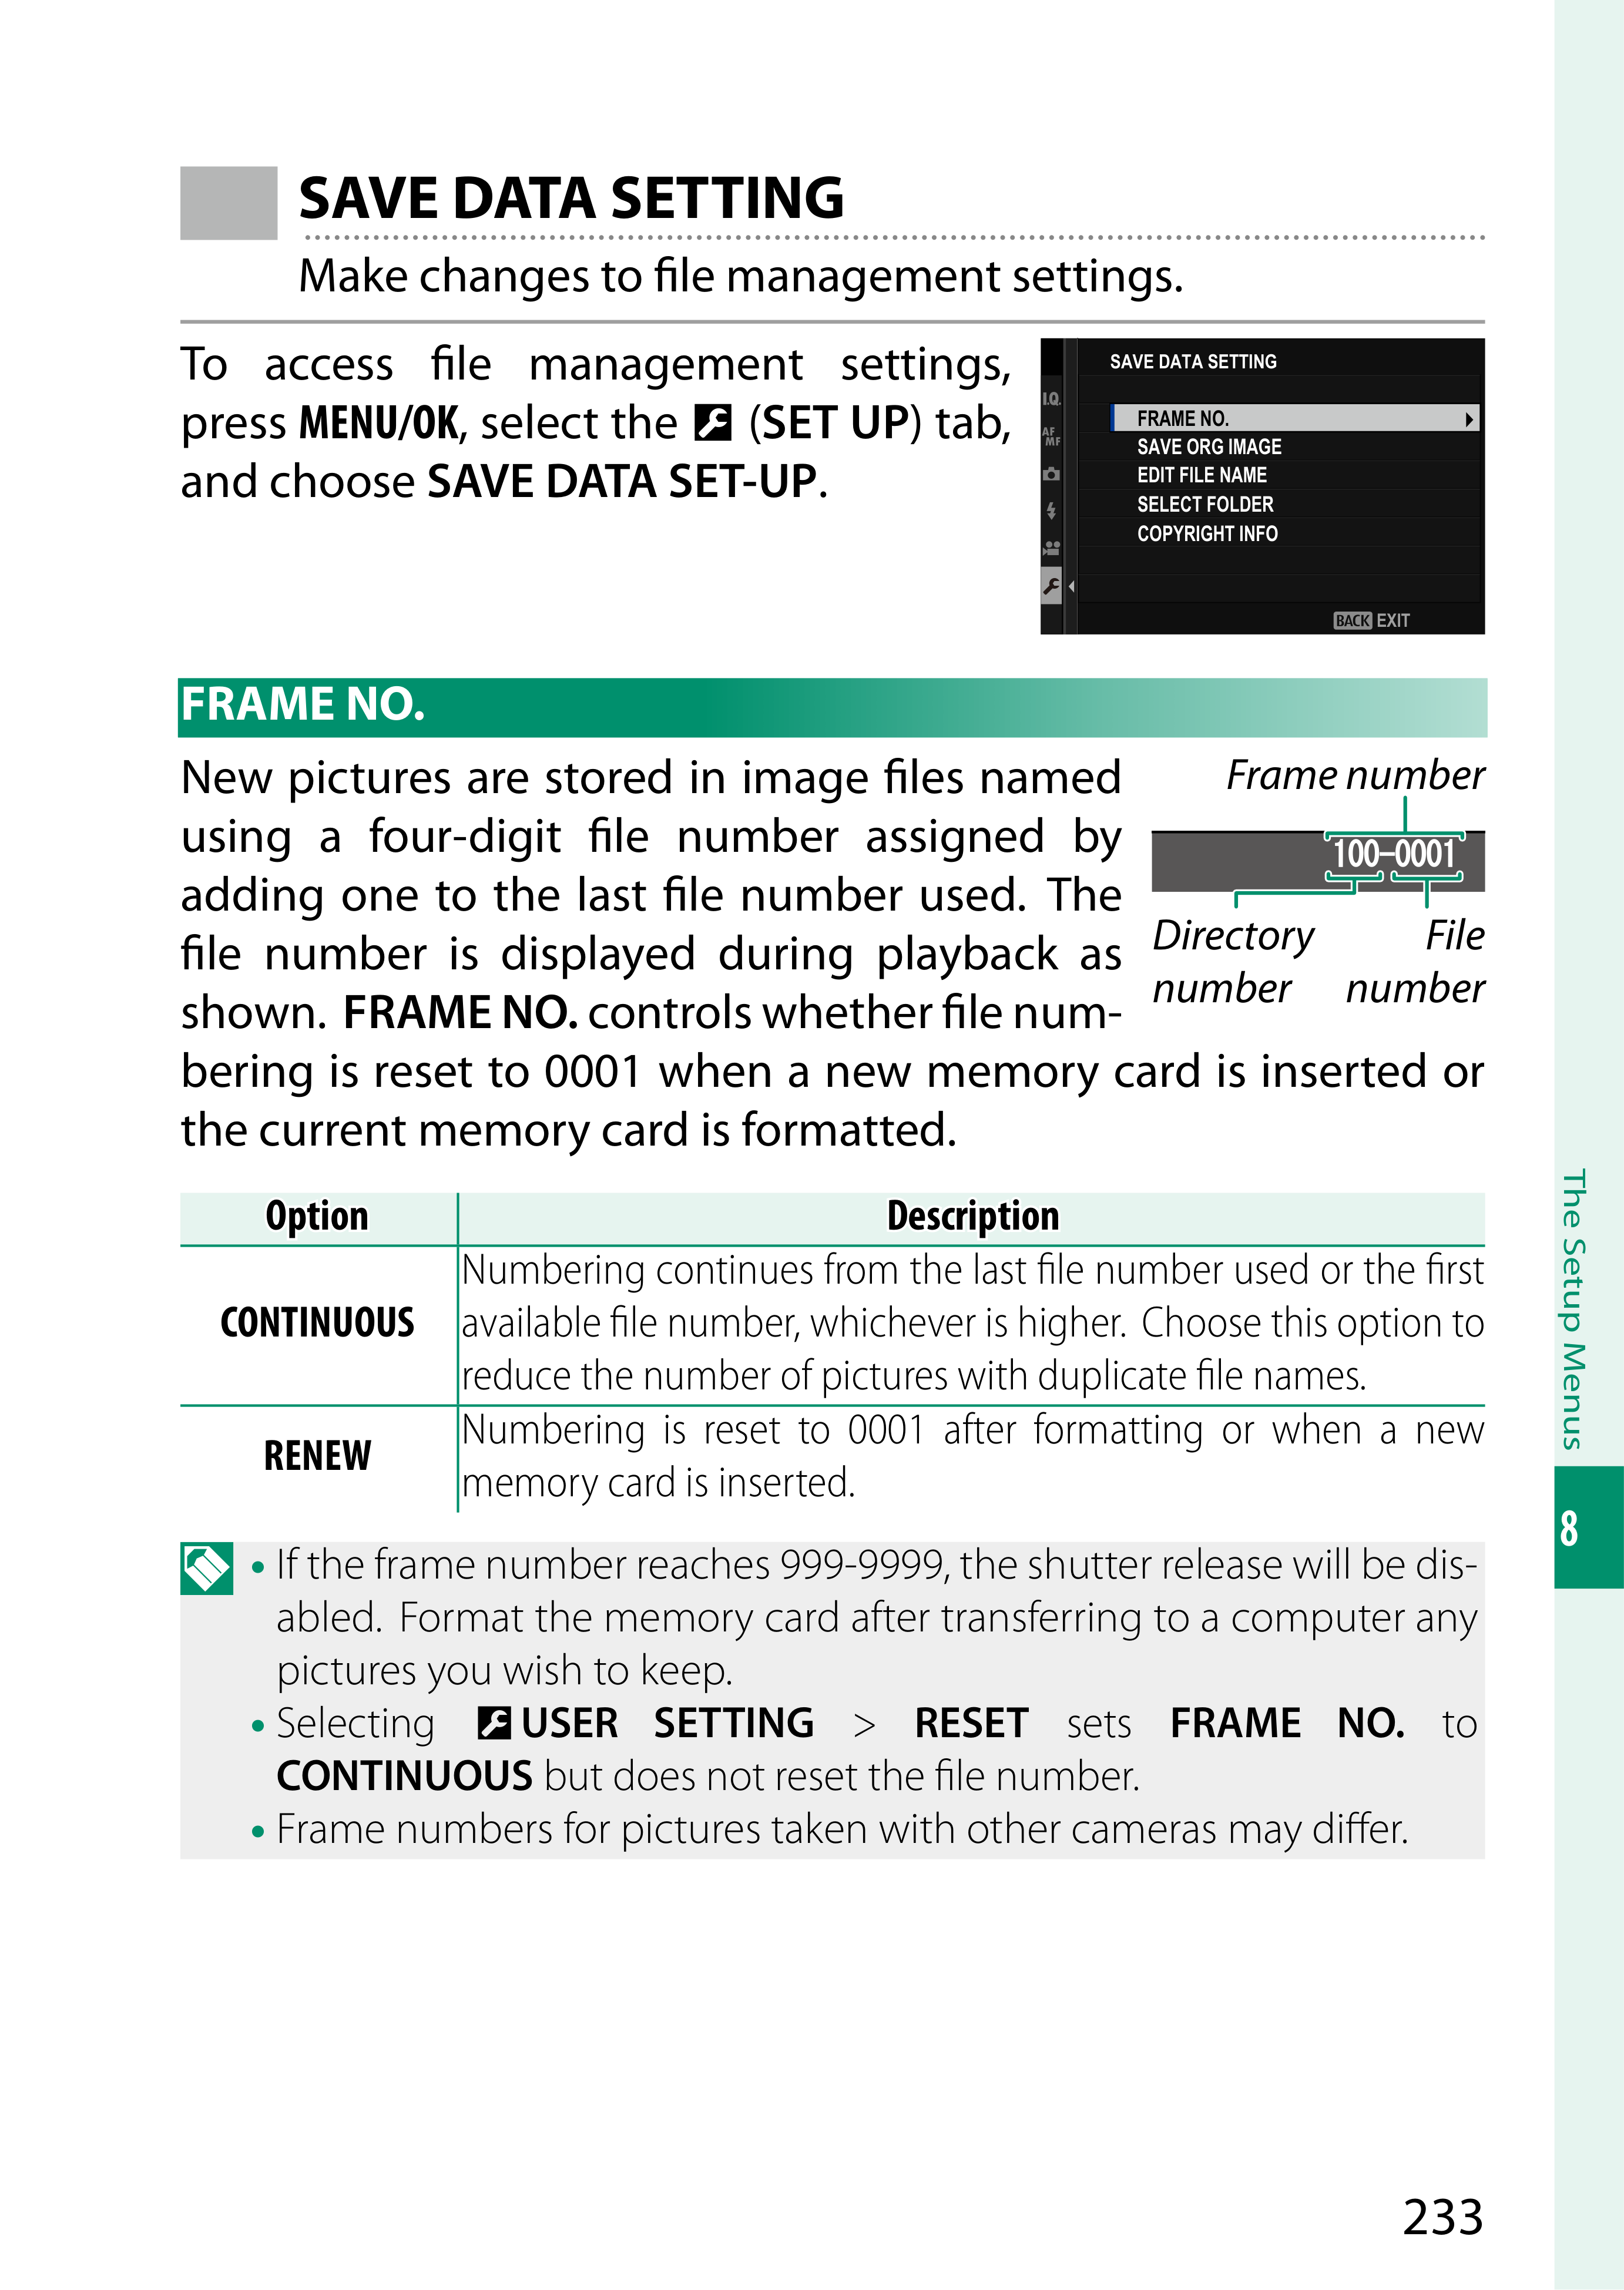 SAVE DATA SETTING
Make changes to file management settings.
To access file management settings,
press MENU/OK, select the (SET UP) tab,
and choose SAVE DATA SET-UP.
SAVE DATA SETTING
I.Q.
AF
MF
FRAME NO.
SAVE ORG IMAGE
EDIT FILE NAME
SELECT FOLDER
COPYRIGHT INFO
BACK EXIT
FRAME NO.
New pictures are stored in image files named
using a four-digit file number assigned by
adding one to the last file number used. The
file number is displayed during playback as
shown. FRAME NO. controls whether file num-
bering is reset to 0001 when a new memory card is inserted or
the current memory card is formatted.
Frame number
100-0001
Directory
number
File
number
Option Description
CONTINUOUS
Numbering continues from the last file number used or the first
available file number, whichever is higher. Choose this option to
reduce the number of pictures with duplicate file names.
RENEW
Numbering is reset to 0001 after formatting or when a new
memory card is inserted.
• If the frame number reaches 999-9999, the shutter release will be dis-
abled. Format the memory card after transferring to a computer any
pictures you wish to keep.
• Selecting USER SETTING > RESET sets FRAME NO. to
CONTINUOUS but does not reset the file number.
• Frame numbers for pictures taken with other cameras may differ.
The Setup Menus
8
233